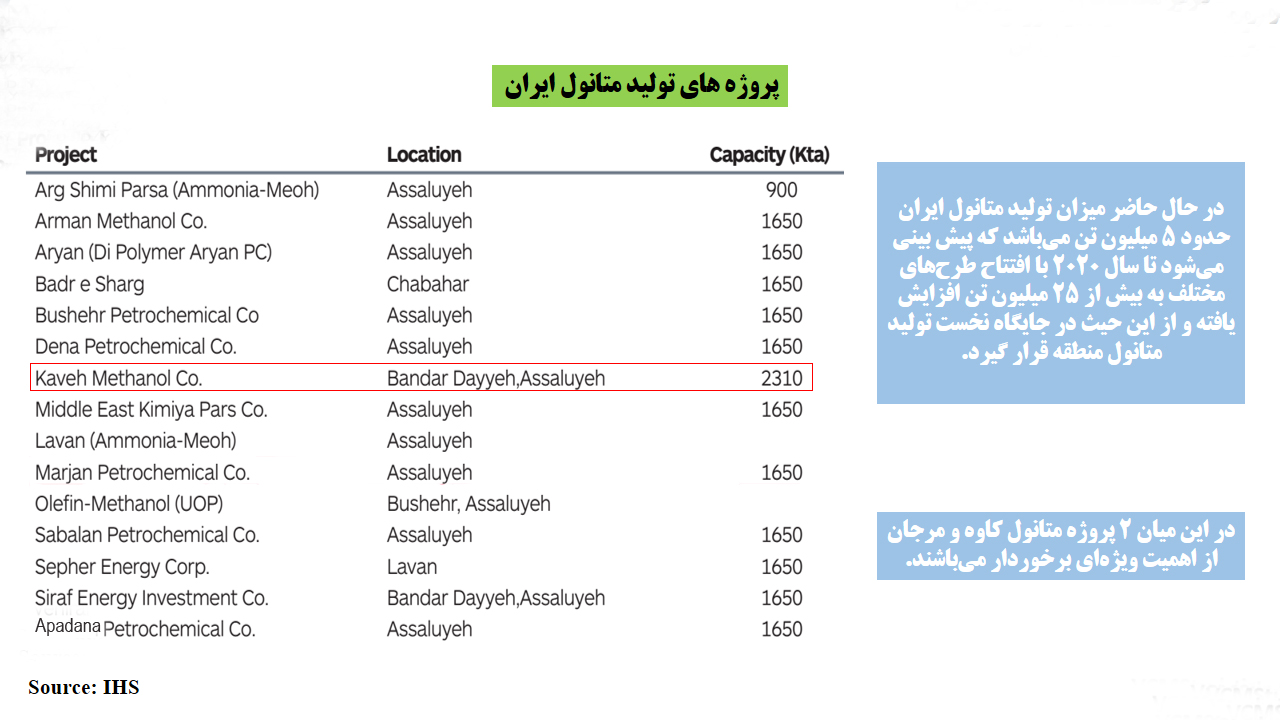 پروژه های تولید متانول ایران
Project Location Capacity (Kta)
Arg Shimi Parsa (Ammonia-Meoh) Assaluyeh 900
Arman Methanol Co. Assaluyeh 1650
Aryan (Di Polymer Aryan PC) Assaluyeh 1650
Badr e Sharg Chabahar 1650
Bushehr Petrochemical Co Assaluyeh 1650
Dena Petrochemical Co. Assaluyeh 1650
Kaveh Methanol Co. Bandar Dayyeh,Assaluyeh 2310
Middle East Kimiya Pars Co. Assaluyeh 1650
Lavan (Ammonia-Meoh) Assaluyeh
Marjan Petrochemical Co. Assaluyeh 1650
Olefin-Methanol (UOP) Bushehr, Assaluyeh
Sabalan Petrochemical Co. Assaluyeh 1650
Sepher Energy Corp. Lavan 1650
Siraf Energy Investment Co. Bandar Dayyeh,Assaluyeh 1650
Apadana Petrochemical Co. Assaluyeh 1650
در حال حاضر میزان تولید متانول ایران
حدود ۵ میلیون تن می‌باشد که پیش بینی
می‌شود تا سال ۲۰۲۰ با افتتاح طرح‌های
مختلف به بیش از ۲۵ میلیون تن افزایش
یافته و از این حیث در جایگاه نخست تولید
متانول منطقه قرار گیرد.
در این میان ۲ پروژه متانول کاوه و مرجان
از اهمیت ویژه‌ای برخوردار می‌باشند.
Source: IHS